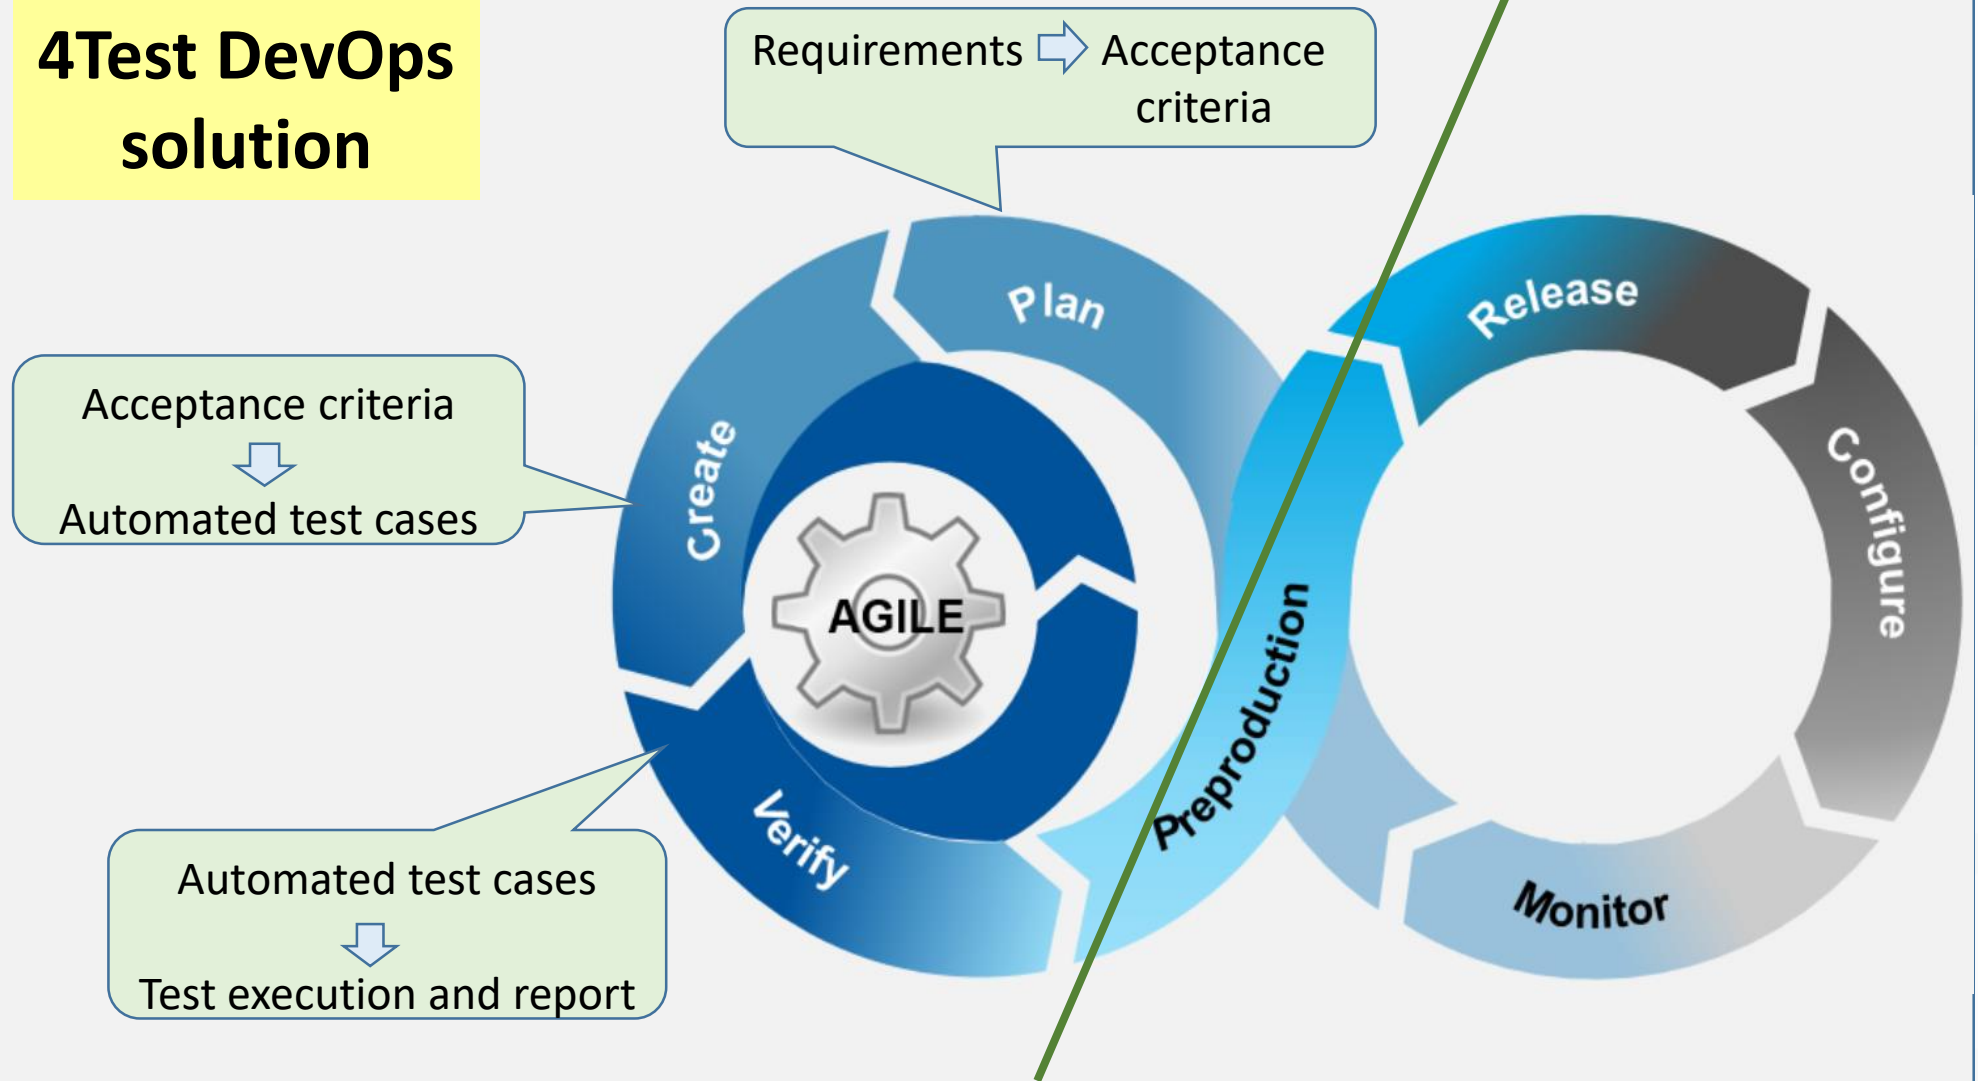 4Test DevOps
solution
Requirements Acceptance
criteria
Plan
Release
Acceptance criteria
Automated test cases
Create
Configure
AGILE
Preproduction
Verify
Monitor
Automated test cases
Test execution and report